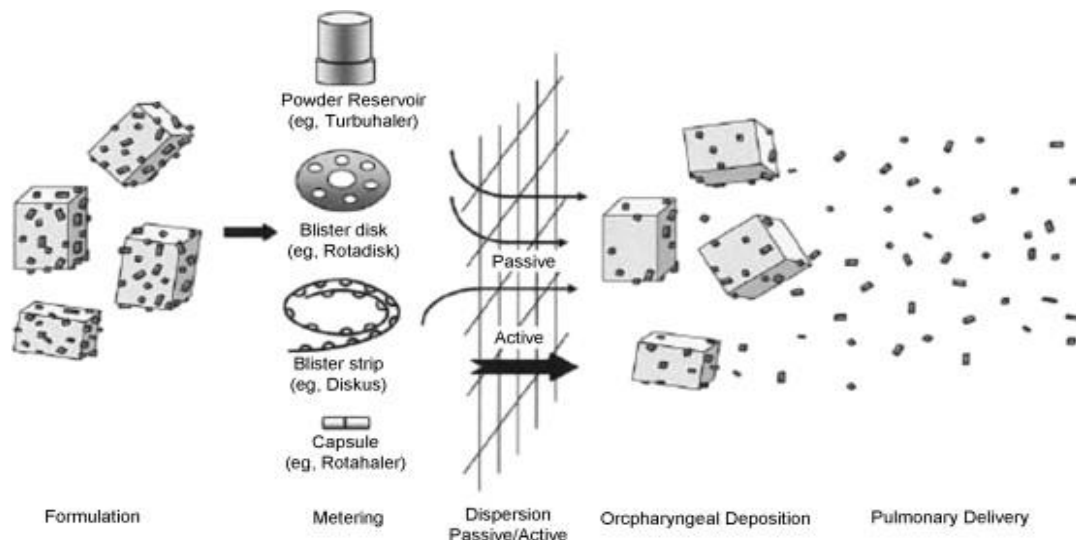 Powder Reservoir
(eg, Turbuhaler)
Blister disk
(eg, Rotadisk)
Blister strip
(eg, Diskus)
Capsule
(eg, Rotahaler)
Passive
Active
Formulation
Metering
Dispersion
Passive/Active
Orcpharyngeal Deposition
Pulmonary Delivery